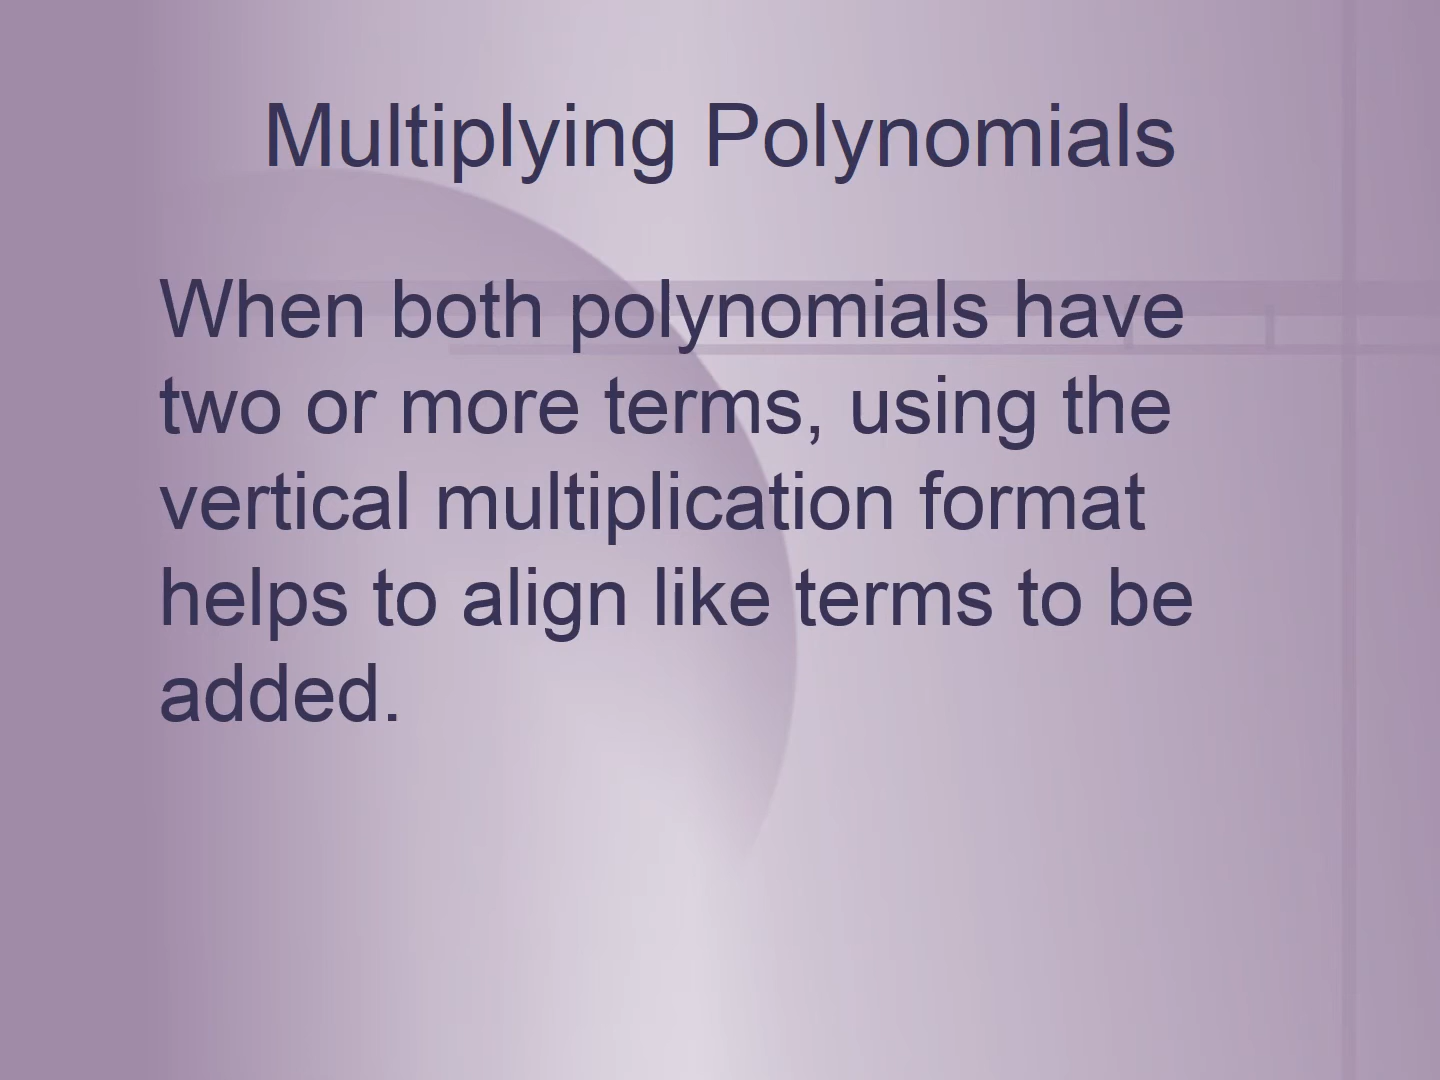 Multiplying Polynomials
When both polynomials have
two or more terms, using the
vertical multiplication format
helps to align like terms to be
added.